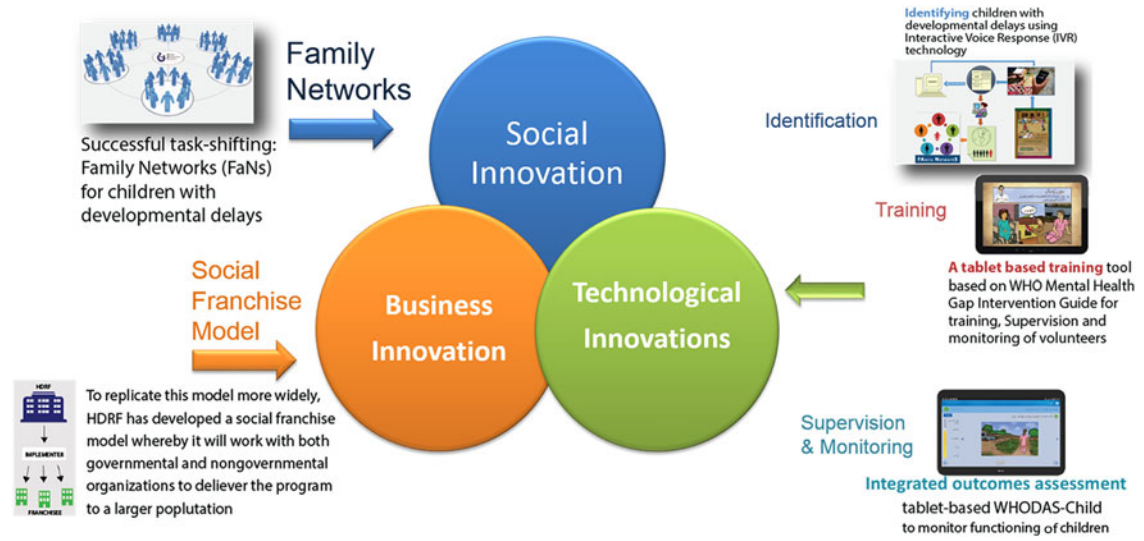 Family
Networks
Successful task-shifting:
Family Networks (FaNs)
for children with
developmental delays
Social
Innovation
Identifying children with
developmental delays using
Interactive Voice Response (IVR)
technology
Identification
Training
A tablet based training tool
based on WHO Mental Health
Gap Intervention Guide for
training, Supervision and
monitoring of volunteers
Social
Franchise
Model
Business
Innovation
Technological
Innovations
HDRF
IMPLEMENTER
FRANCHISEE
To replicate this model more widely,
HDRF has developed a social franchise
model whereby it will work with both
governmental and nongovernmental
organizations to deliever the program
to a larger poplutation
Supervision
& Monitoring
Integrated outcomes assessment
tablet-based WHODAS-Child
to monitor functioning of children